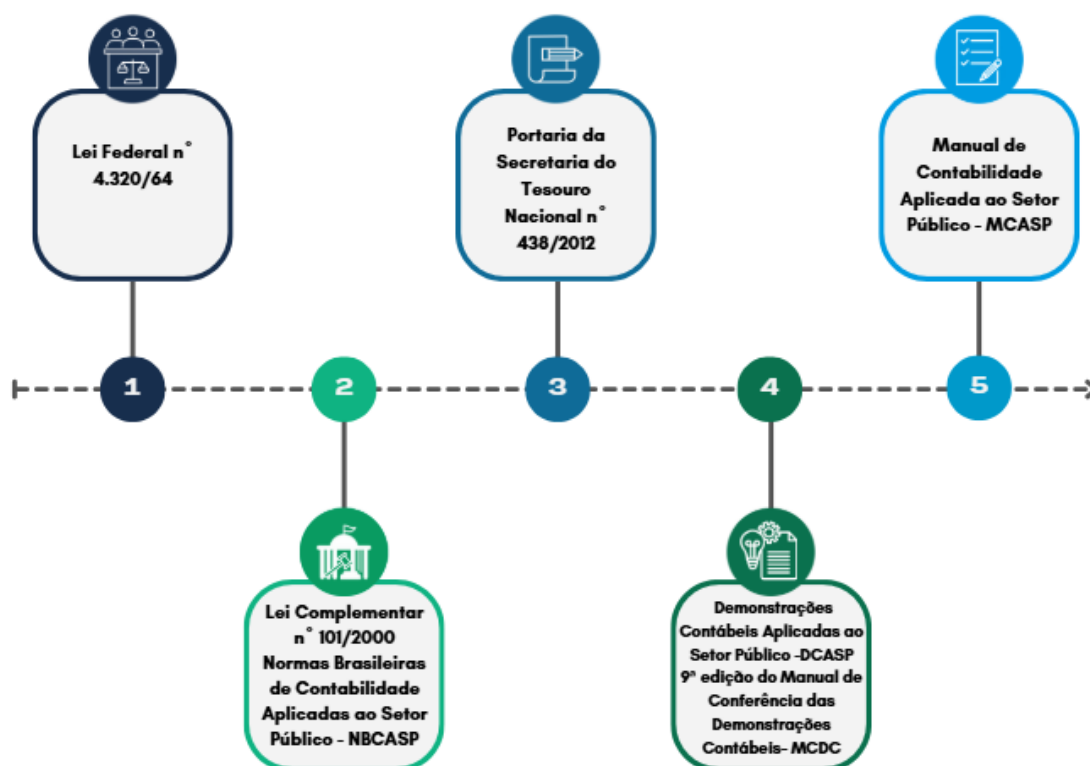 Lei Federal n°
4.320/64
Portaria da
Secretaria do
Tesouro
Nacional n°
438/2012
Manual de
Contabilidade
Aplicada ao Setor
Público - MCASP
1
2
3
4
5
Lei Complementar
n° 101/2000
Normas Brasileiras
de Contabilidade
Aplicadas ao Setor
Público - NBCASP
Demonstrações
Contábeis Aplicadas ao
Setor Público -DCASP
9ª edição do Manual de
Conferência das
Demonstrações
Contábeis- MCDC